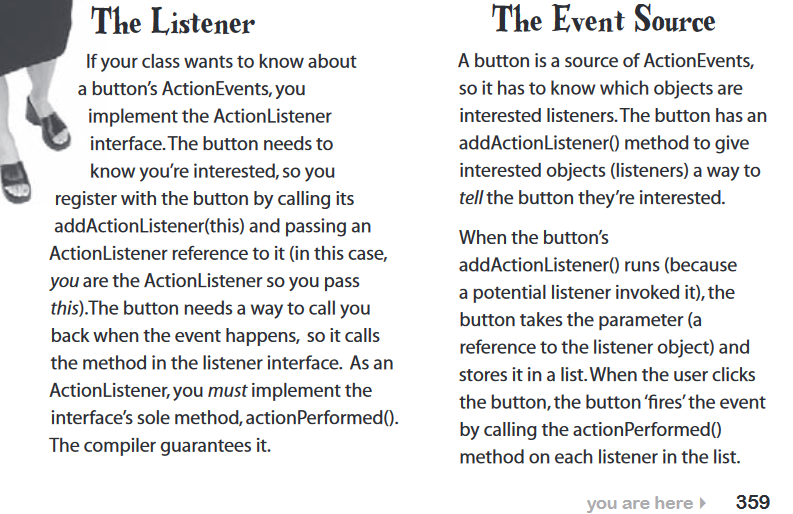 The Listener
If your class wants to know about
a button's ActionEvents, you
implement the ActionListener
interface. The button needs to
know you're interested, so you
register with the button by calling its
addActionListener(this) and passing an
ActionListener reference to it (in this case,
you are the ActionListener so you pass
this).The button needs a way to call you
back when the event happens, so it calls
the method in the listener interface. As an
ActionListener, you must implement the
interface's sole method, actionPerformed().
The compiler guarantees it.
The Event Source
A button is a source of ActionEvents,
so it has to know which objects are
interested listeners. The button has an
addActionListener() method to give
interested objects (listeners) a way to
tell the button they're interested.
When the button's
addActionListener() runs (because
a potential listener invoked it), the
button takes the parameter (a
reference to the listener object) and
stores it in a list. When the user clicks
the button, the button 'fires' the event
by calling the actionPerformed()
method on each listener in the list.
you are here 359